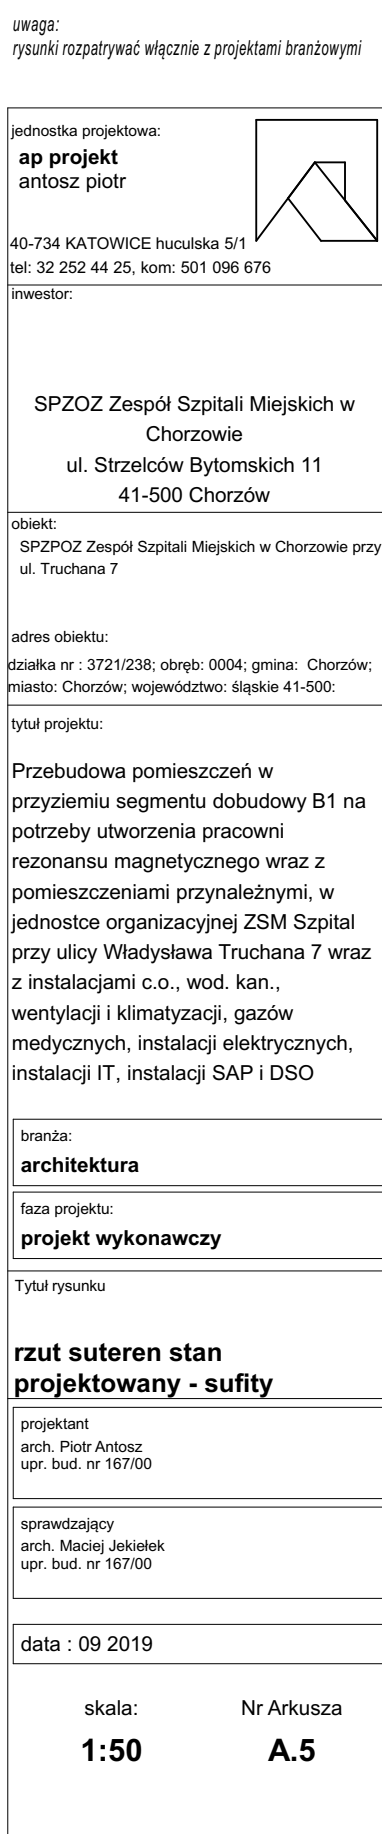 uwaga:
rysunki rozpatrywać włącznie z projektami branżowymi
jednostka projektowa:
ap projekt
antosz piotr
40-734 KATOWICE huculska 5/1
tel: 32 252 44 25, kom: 501 096 676
inwestor:
SPZOZ Zespół Szpitali Miejskich w
Chorzowie
ul. Strzelców Bytomskich 11
41-500 Chorzów
obiekt:
SPZPOZ Zespół Szpitali Miejskich w Chorzowie przy
ul. Truchana 7
adres obiektu:
działka nr : 3721/238; obręb: 0004; gmina: Chorzów;
miasto: Chorzów; województwo: śląskie 41-500:
tytuł projektu:
Przebudowa pomieszczeń w
przyziemiu segmentu dobudowy B1 na
potrzeby utworzenia pracowni
rezonansu magnetycznego wraz z
pomieszczeniami przynależnymi, w
jednostce organizacyjnej ZSM Szpital
przy ulicy Władysława Truchana 7 wraz
z instalacjami c.o., wod. kan.,
wentylacji i klimatyzacji, gazów
medycznych, instalacji elektrycznych,
instalacji IT, instalacji SAP i DSO
branża:
architektura
faza projektu:
projekt wykonawczy
Tytuł rysunku
rzut suteren stan
projektowany - sufity
projektant
arch. Piotr Antosz
upr. bud. nr 167/00
sprawdzający
arch. Maciej Jekiełek
upr. bud. nr 167/00
data : 09 2019
skala: Nr Arkusza
1:50 A.5